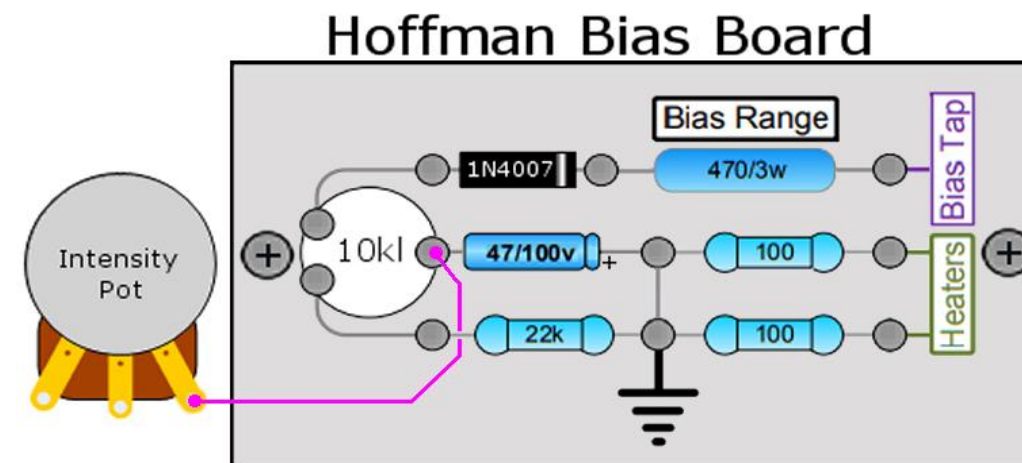 Hoffman Bias Board
Bias Range
Bias Tap
1N4007
470/3w
Intensity
Pot
10kl
47/100v
+
100
Heaters
22k
100